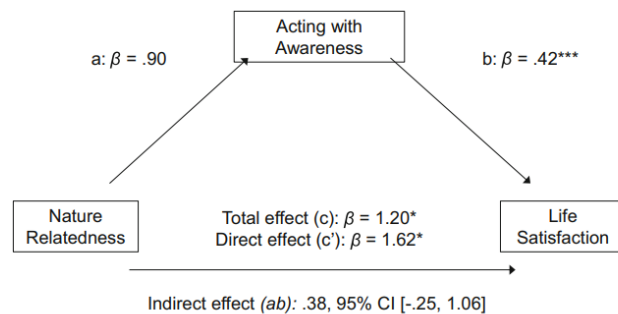 Acting with
Awareness
a: β = .90
b: β = .42***
Nature
Relatedness
Total effect (c): β = 1.20*
Direct effect (c'): β = 1.62*
Life
Satisfaction
Indirect effect (ab): .38, 95% CI [-.25, 1.06]